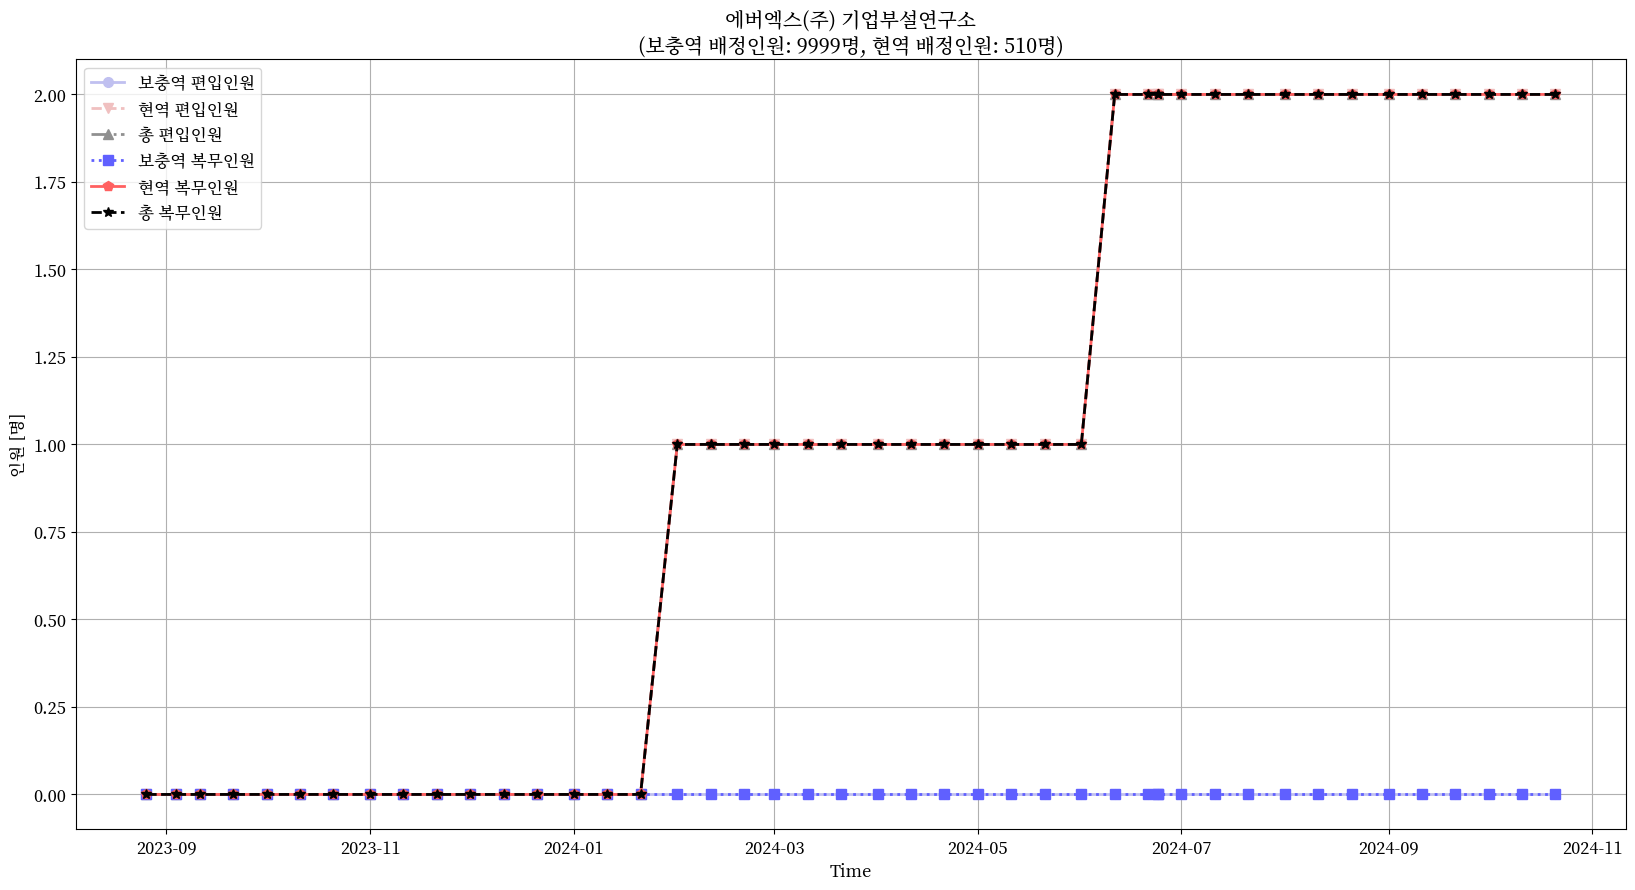 에버엑스(주) 기업부설연구소
(보충역 배정인원: 9999명, 현역 배정인원: 510명)
보충역 편입인원
현역 편입인원
총 편입인원
보충역 복무인원
현역 복무인원
총 복무인원
2.00
1.75
1.50
1.25
1.00
0.75
0.50
0.25
0.00
인원 [명]
2023-09
2023-11
2024-01
2024-03
2024-05
2024-07
2024-09
2024-11
Time